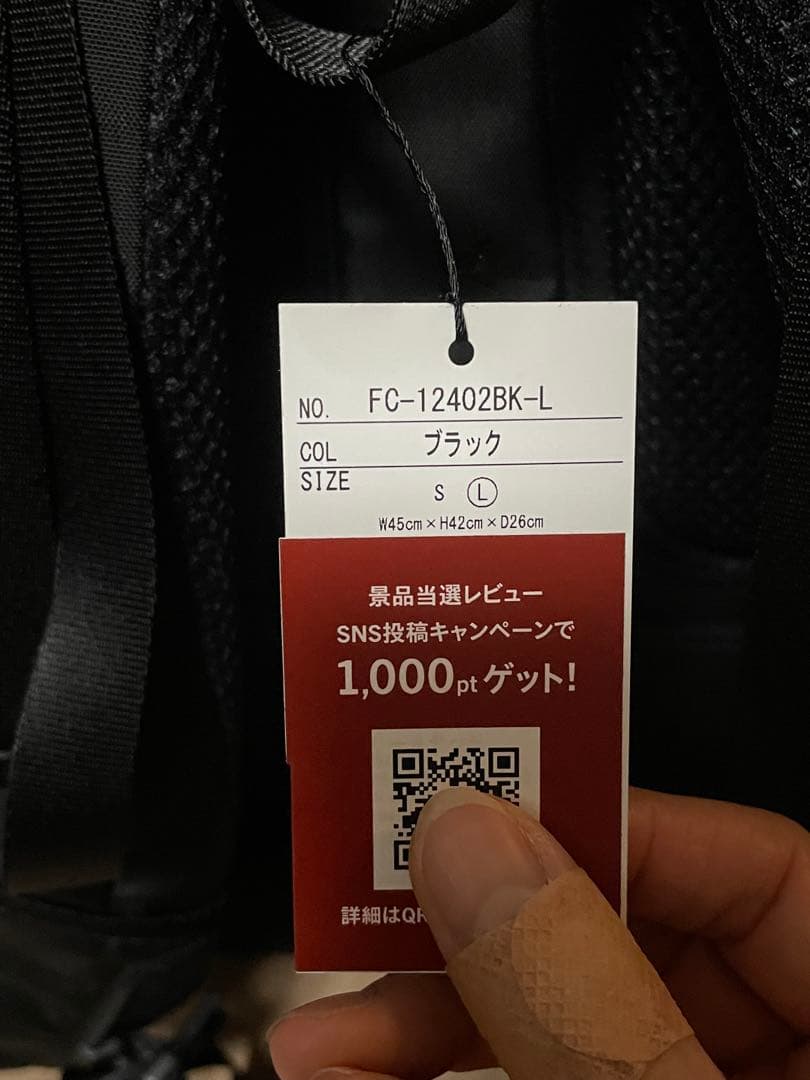 NO. FC-12402BK-L
COL ブラック
SIZE S Ⓛ
W45cm×H42cm×D26cm
景品当選レビュー
SNS投稿キャンペーンで
1,000pt ゲット!
詳細はQR